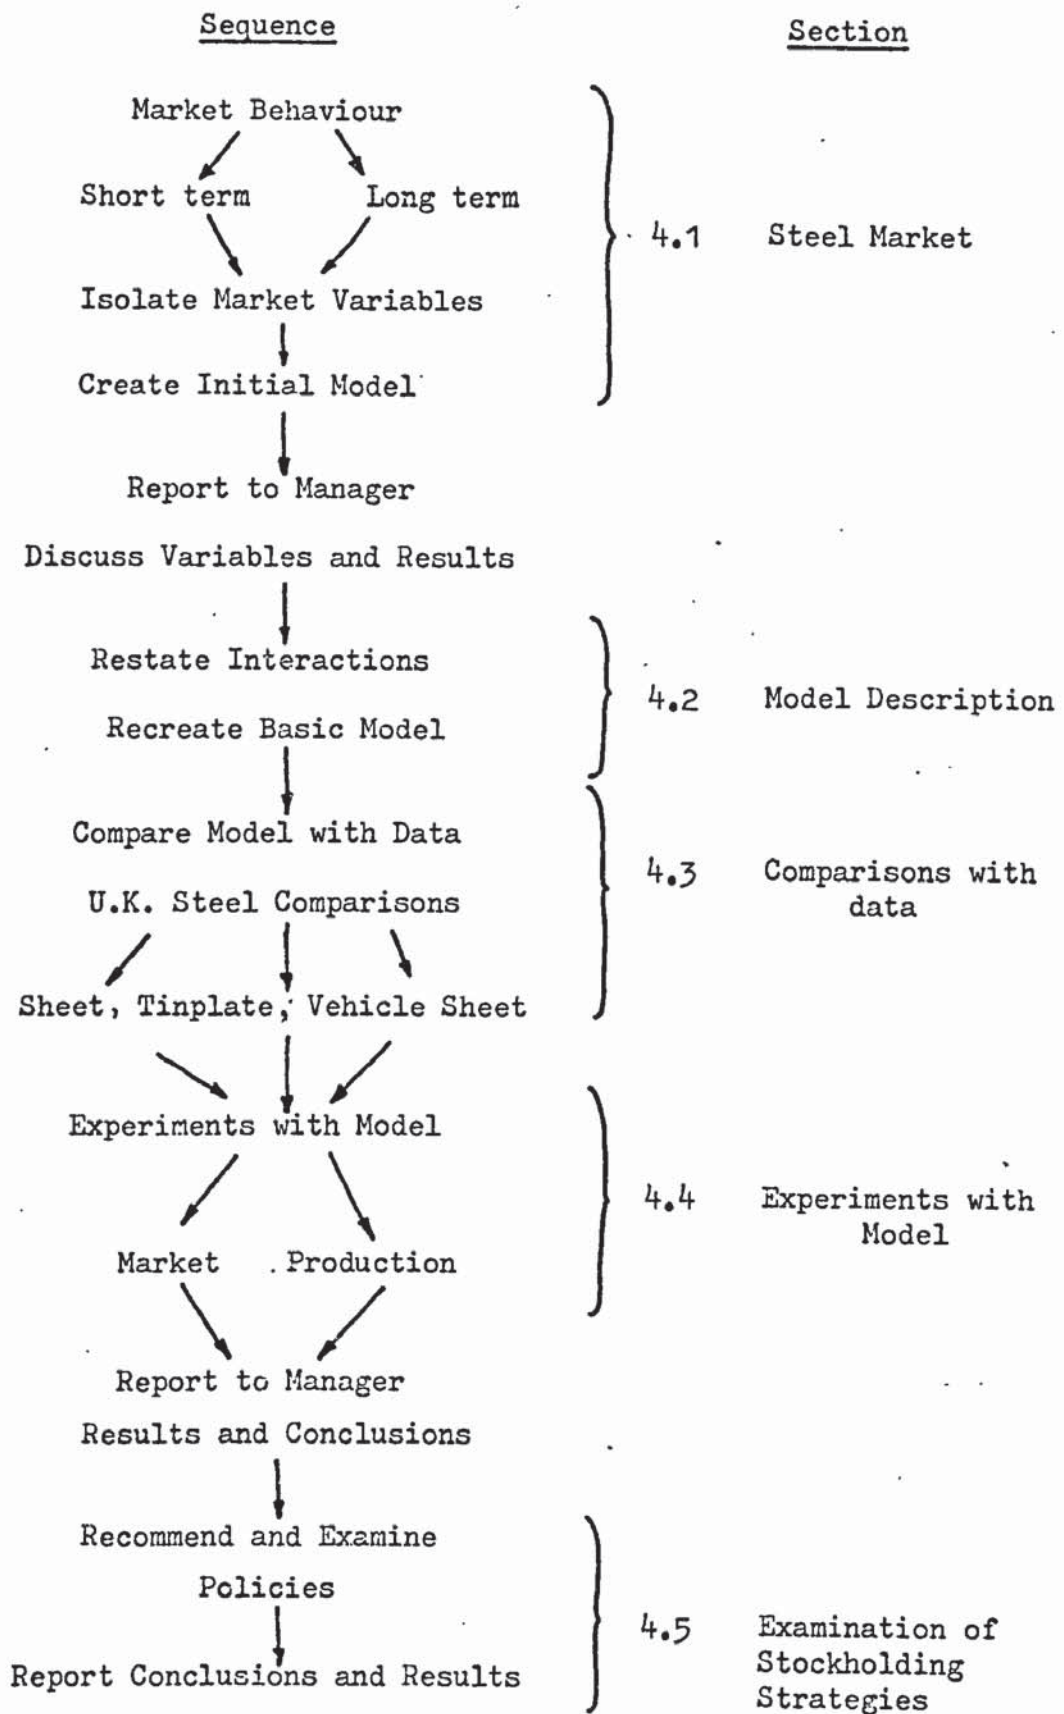 Sequence
Section
Market Behaviour
Short term
Long term
4.1
Steel Market
Isolate Market Variables
Create Initial Model
Report to Manager
Discuss Variables and Results
Restate Interactions
4.2
Model Description
Recreate Basic Model
Compare Model with Data
4.3
Comparisons with
data
U.K. Steel Comparisons
Sheet, Tinplate, Vehicle Sheet
Experiments with Model
4.4
Experiments with
Model
Market
Production
Report to Manager
Results and Conclusions
Recommend and Examine
Policies
4.5
Examination of
Stockholding
Strategies
Report Conclusions and Results